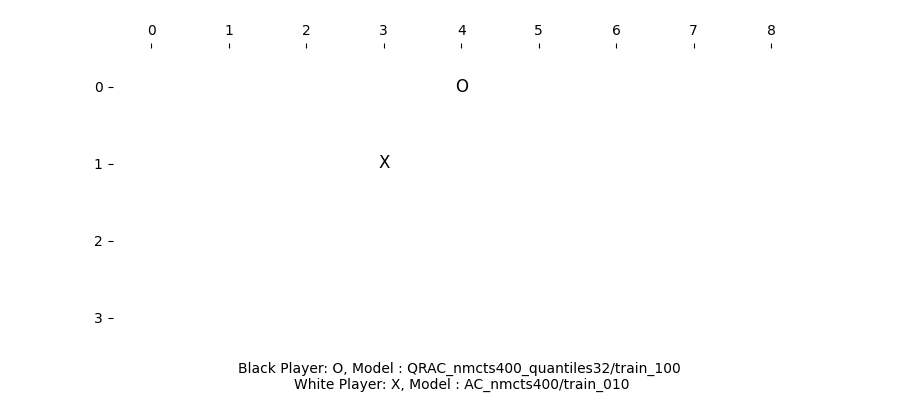 0 1 2 3 4 5 6 7 8
0 O
1 X
2
3
Black Player: O, Model : QRAC_nmcts400_quantiles32/train_100
White Player: X, Model : AC_nmcts400/train_010